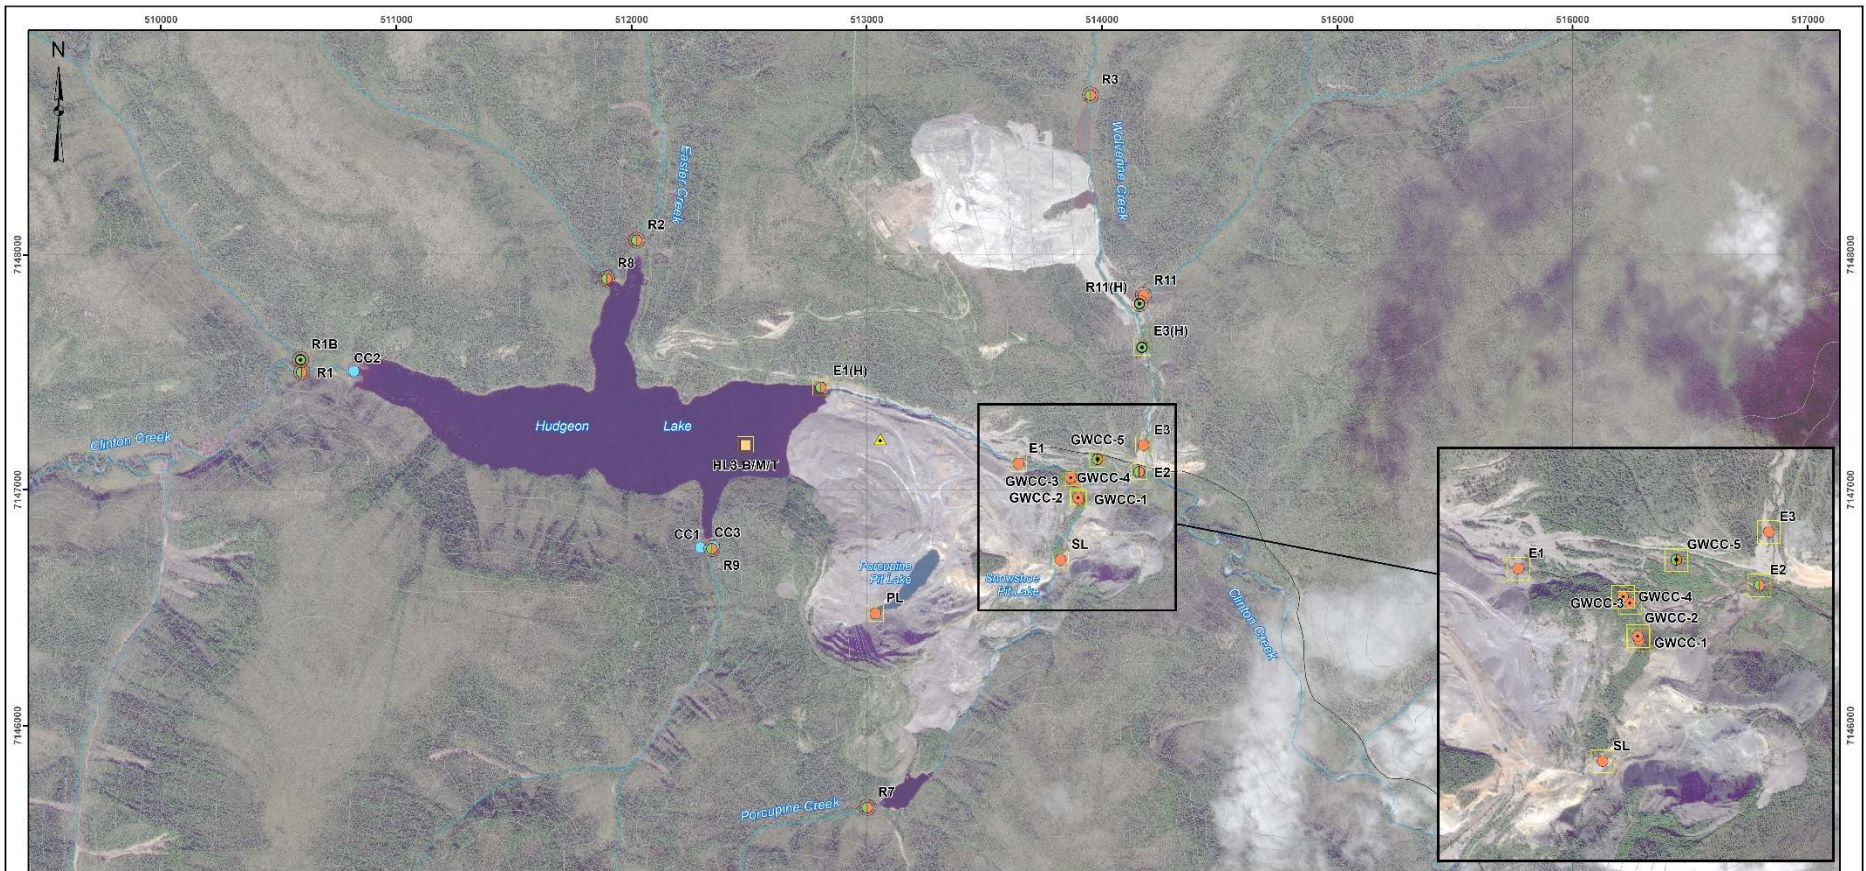 510000
511000
512000
513000
514000
515000
516000
517000
N
R3
Wolverine Creek
Easter Creek
R2
7148000
7148000
R8
R11
R11(H)
E3(H)
R1B
CC2
R1
E1(H)
Hudgeon Lake
Clinton Creek
HL3-B/M/T
E3
GWCC-5
E1
E2
GWCC-3
GWCC-4
GWCC-2
GWCC-1
7147000
7147000
CC1
CC3
R9
SL
Porcupine
Pit Lake
Snowshoe
Pit Lake
PL
Clinton Creek
E3
GWCC-5
E1
E2
GWCC-4
GWCC-3
GWCC-2
GWCC-1
SL
7146000
7146000
R7
Porcupine Creek